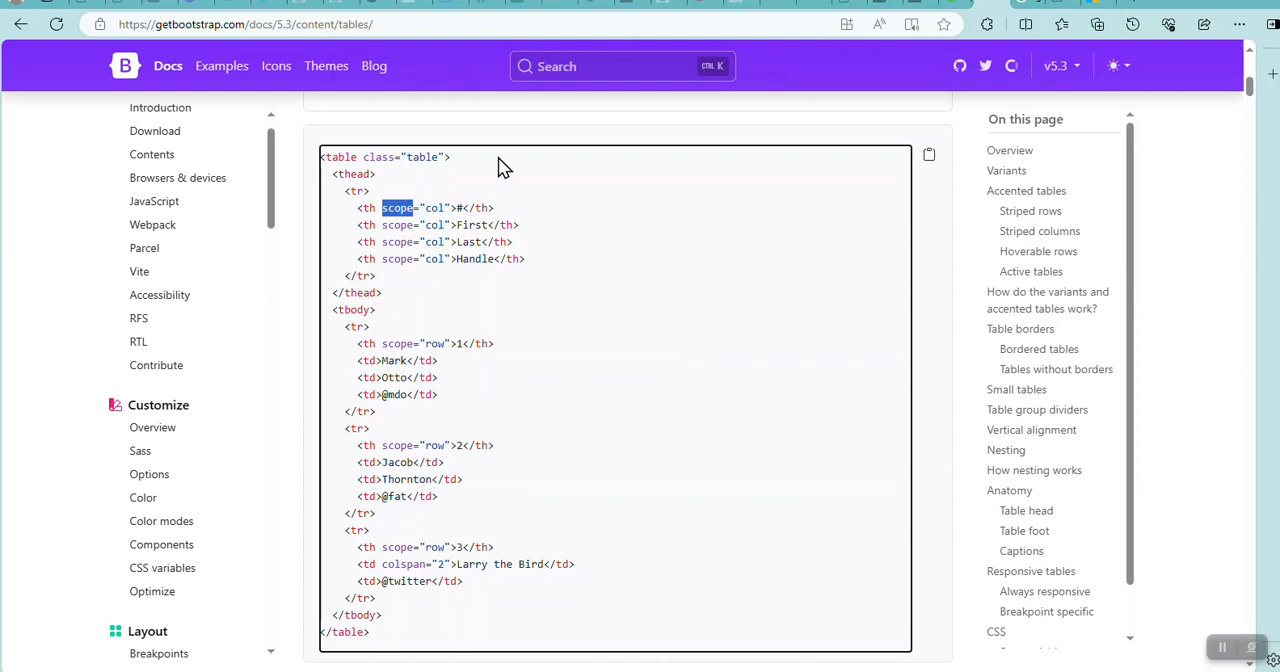 https://getbootstrap.com/docs/5.3/content/tables/
B Docs Examples Icons Themes Blog Search CTRL K v5.3
Introduction
Download
Contents
Browsers & devices
JavaScript
Webpack
Parcel
Vite
Accessibility
RFS
RTL
Contribute
Customize
Overview
Sass
Options
Color
Color modes
Components
CSS variables
Optimize
Layout
Breakpoints
<table class="table">
<thead>
<tr>
<th scope="col">#</th>
<th scope="col">First</th>
<th scope="col">Last</th>
<th scope="col">Handle</th>
</tr>
</thead>
<tbody>
<tr>
<th scope="row">1</th>
<td>Mark</td>
<td>Otto</td>
<td>@mdo</td>
</tr>
<tr>
<th scope="row">2</th>
<td>Jacob</td>
<td>Thornton</td>
<td>@fat</td>
</tr>
<tr>
<th scope="row">3</th>
<td colspan="2">Larry the Bird</td>
<td>@twitter</td>
</tr>
</tbody>
</table>
On this page
Overview
Variants
Accented tables
Striped rows
Striped columns
Hoverable rows
Active tables
How do the variants and
accented tables work?
Table borders
Bordered tables
Tables without borders
Small tables
Table group dividers
Vertical alignment
Nesting
How nesting works
Anatomy
Table head
Table foot
Captions
Responsive tables
Always responsive
Breakpoint specific
CSS